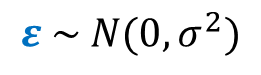 ε ~ N(0, σ²)